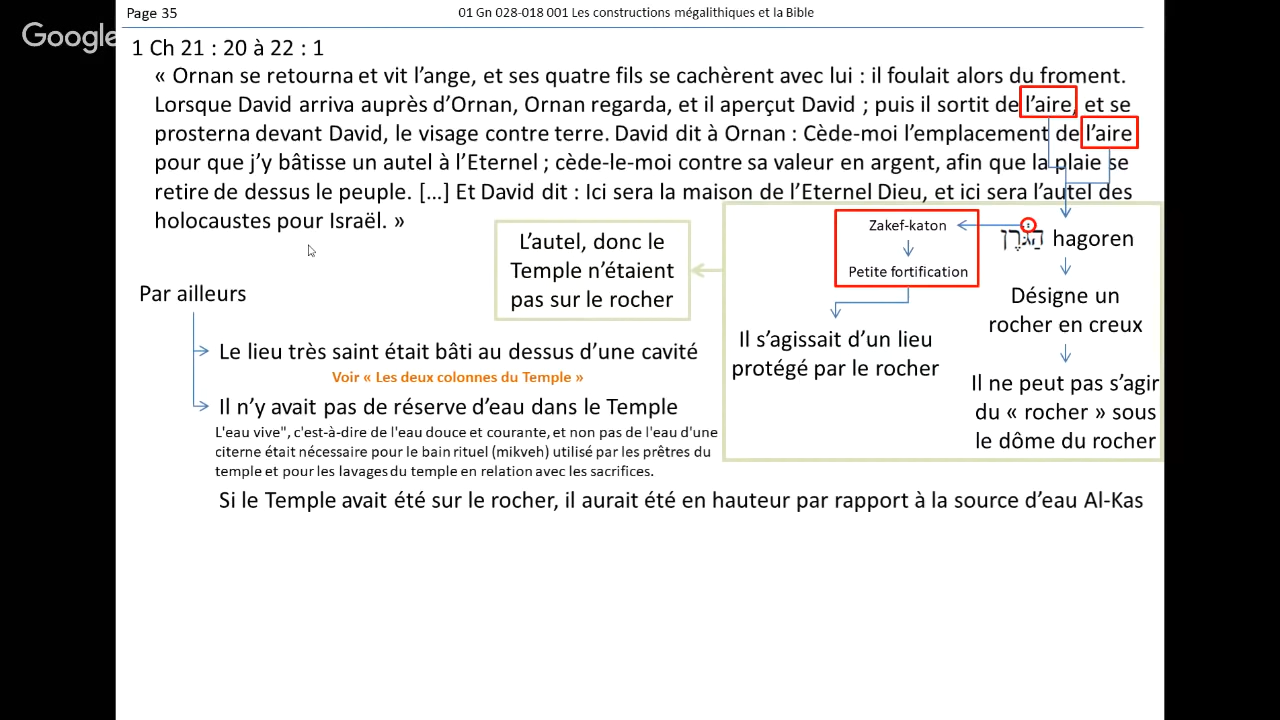 Google
Page 35
01 Gn 028-018 001 Les constructions mégalithiques et la Bible
1 Ch 21 : 20 à 22 : 1
« Ornan se retourna et vit l’ange, et ses quatre fils se cachèrent avec lui : il foulait alors du froment.
Lorsque David arriva auprès d’Ornan, Ornan regarda, et il aperçut David ; puis il sortit de l’aire, et se
prosterna devant David, le visage contre terre. David dit à Ornan : Cède-moi l’emplacement de l’aire
pour que j’y bâtisse un autel à l’Eternel ; cède-le-moi contre sa valeur en argent, afin que la plaie se
retire de dessus le peuple. […] Et David dit : Ici sera la maison de l’Eternel Dieu, et ici sera l’autel des
holocaustes pour Israël. »
L’autel, donc le
Temple n’étaient
pas sur le rocher
Zakef-katon
Petite fortification
הַגֹּ֔רֶן hagoren
Désigne un
rocher en creux
Il s’agissait d’un lieu
protégé par le rocher
Il ne peut pas s’agir
du « rocher » sous
le dôme du rocher
Par ailleurs
Le lieu très saint était bâti au dessus d’une cavité
Voir « Les deux colonnes du Temple »
Il n’y avait pas de réserve d’eau dans le Temple
L'eau vive", c'est-à-dire de l'eau douce et courante, et non pas de l'eau d'une
citerne était nécessaire pour le bain rituel (mikveh) utilisé par les prêtres du
temple et pour les lavages du temple en relation avec les sacrifices.
Si le Temple avait été sur le rocher, il aurait été en hauteur par rapport à la source d’eau Al-Kas